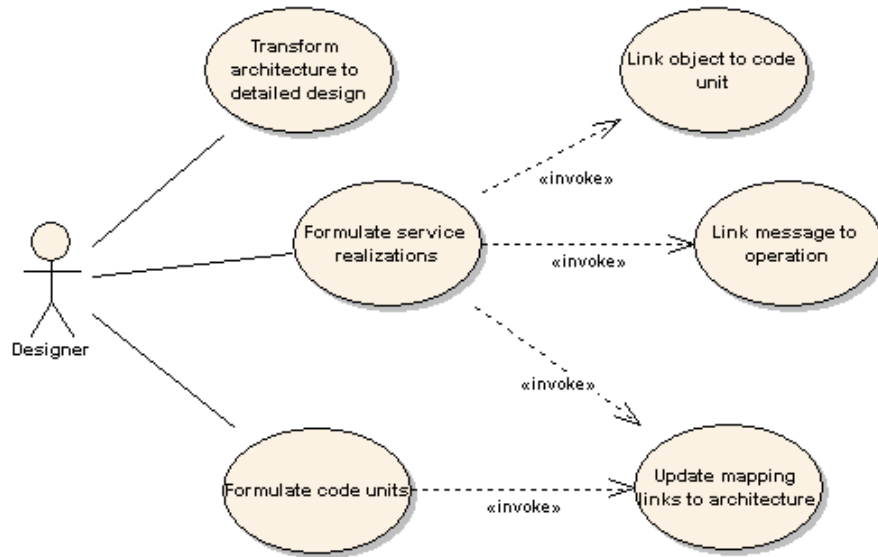 Transform
architecture to
detailed design
Link object to code
unit
«invoke»
Formulate service
realizations
«invoke»
Link message to
operation
Designer
«invoke»
Formulate code units
«invoke»
Update mapping
links to architecture